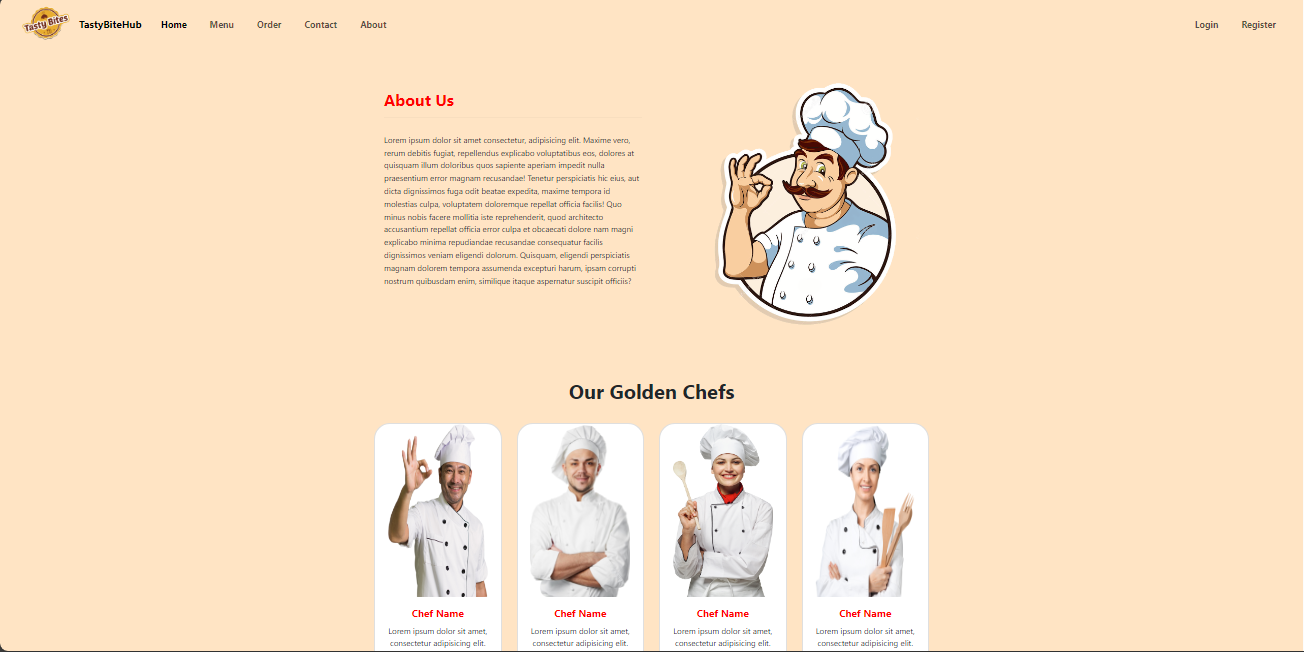 Tasty Bites
TastyBiteHub Home Menu Order Contact About Login Register
About Us
Lorem ipsum dolor sit amet consectetur, adipisicing elit. Maxime vero,
rerum debitis fugiat, repellendus explicabo voluptatibus eos, dolores at
quisquam illum doloribus quos sapiente aperiam impedit nulla
praesentium error magnam recusandae! Tenetur perspiciatis hic eius, aut
dicta dignissimos fuga odit beatae expedita, maxime tempora id
molestias culpa, voluptatem doloremque repellat officia facilis! Quo
minus nobis facere mollitia iste reprehenderit, quod architecto
accusantium repellat officia error culpa et obcaecati dolore nam magni
explicabo minima repudiandae recusandae consequatur facilis
dignissimos veniam eligendi dolorum. Quisquam, eligendi perspiciatis
magnam dolorem tempora assumenda excepturi harum, ipsam corrupti
nostrum quibusdam enim, similique itaque aspernatur suscipit officiis?
Our Golden Chefs
Chef Name
Lorem ipsum dolor sit amet,
consectetur adipisicing elit.
Chef Name
Lorem ipsum dolor sit amet,
consectetur adipisicing elit.
Chef Name
Lorem ipsum dolor sit amet,
consectetur adipisicing elit.
Chef Name
Lorem ipsum dolor sit amet,
consectetur adipisicing elit.